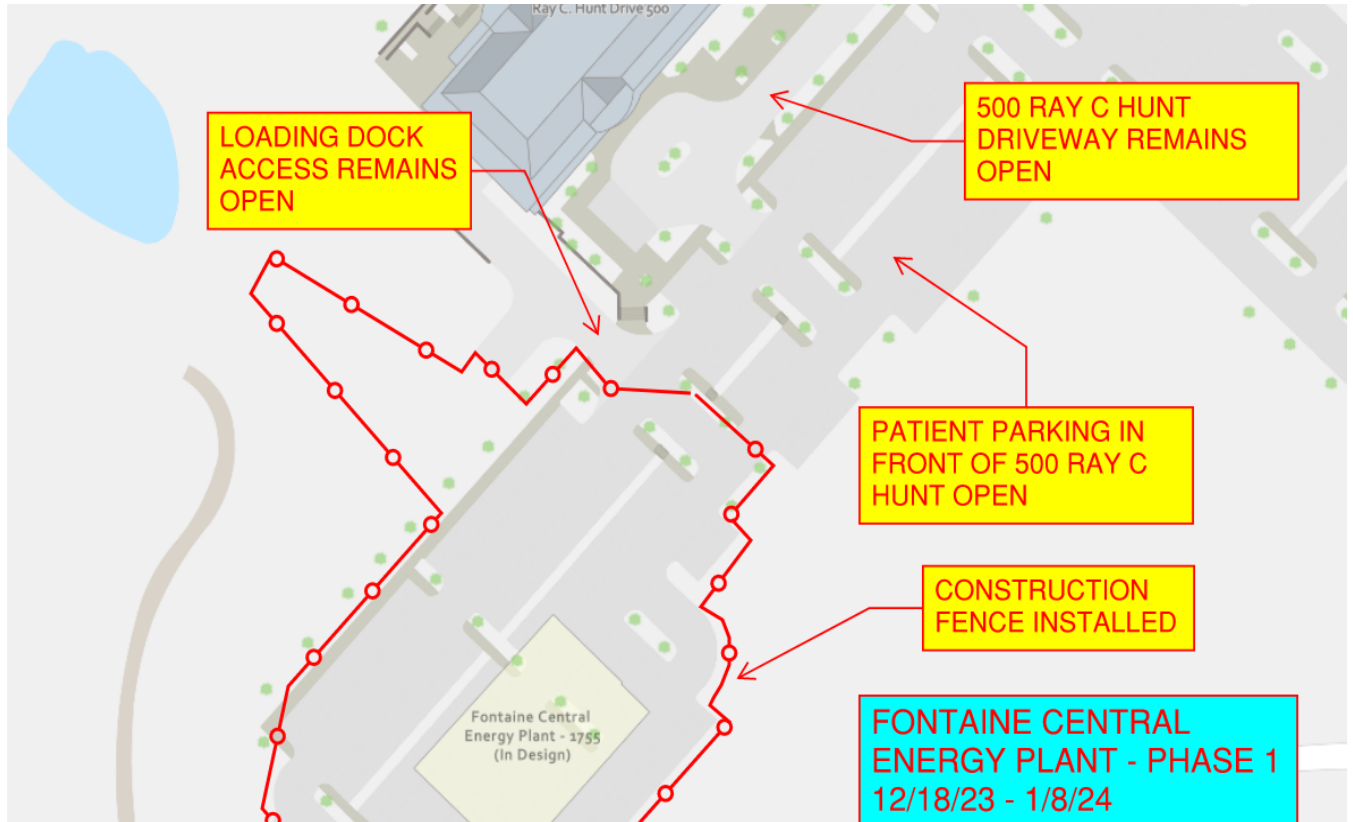 Ray C. Hunt Drive 500
LOADING DOCK
ACCESS REMAINS
OPEN
500 RAY C HUNT
DRIVEWAY REMAINS
OPEN
PATIENT PARKING IN
FRONT OF 500 RAY C
HUNT OPEN
CONSTRUCTION
FENCE INSTALLED
Fontaine Central
Energy Plant - 1755
(In Design)
FONTAINE CENTRAL
ENERGY PLANT - PHASE 1
12/18/23 - 1/8/24